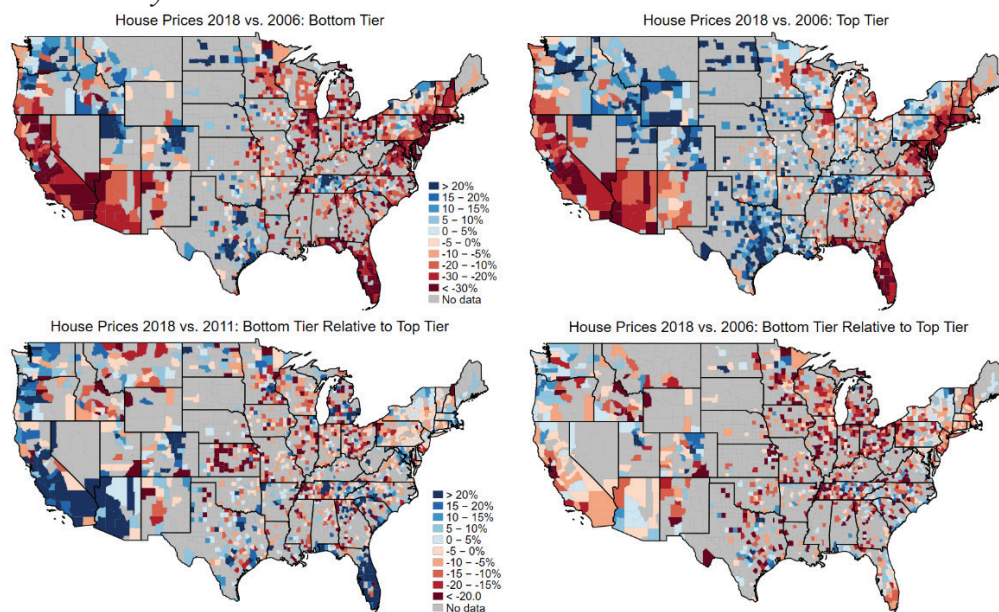 House Prices 2018 vs. 2006: Bottom Tier
> 20%
15 – 20%
10 – 15%
5 – 10%
0 – 5%
-5 – 0%
-10 – -5%
-20 – -10%
-30 – -20%
< -30%
No data
House Prices 2018 vs. 2006: Top Tier
House Prices 2018 vs. 2011: Bottom Tier Relative to Top Tier
> 20%
15 – 20%
10 – 15%
5 – 10%
0 – 5%
-5 – 0%
-10 – -5%
-15 – -10%
-20 – -15%
< -20.0
No data
House Prices 2018 vs. 2006: Bottom Tier Relative to Top Tier